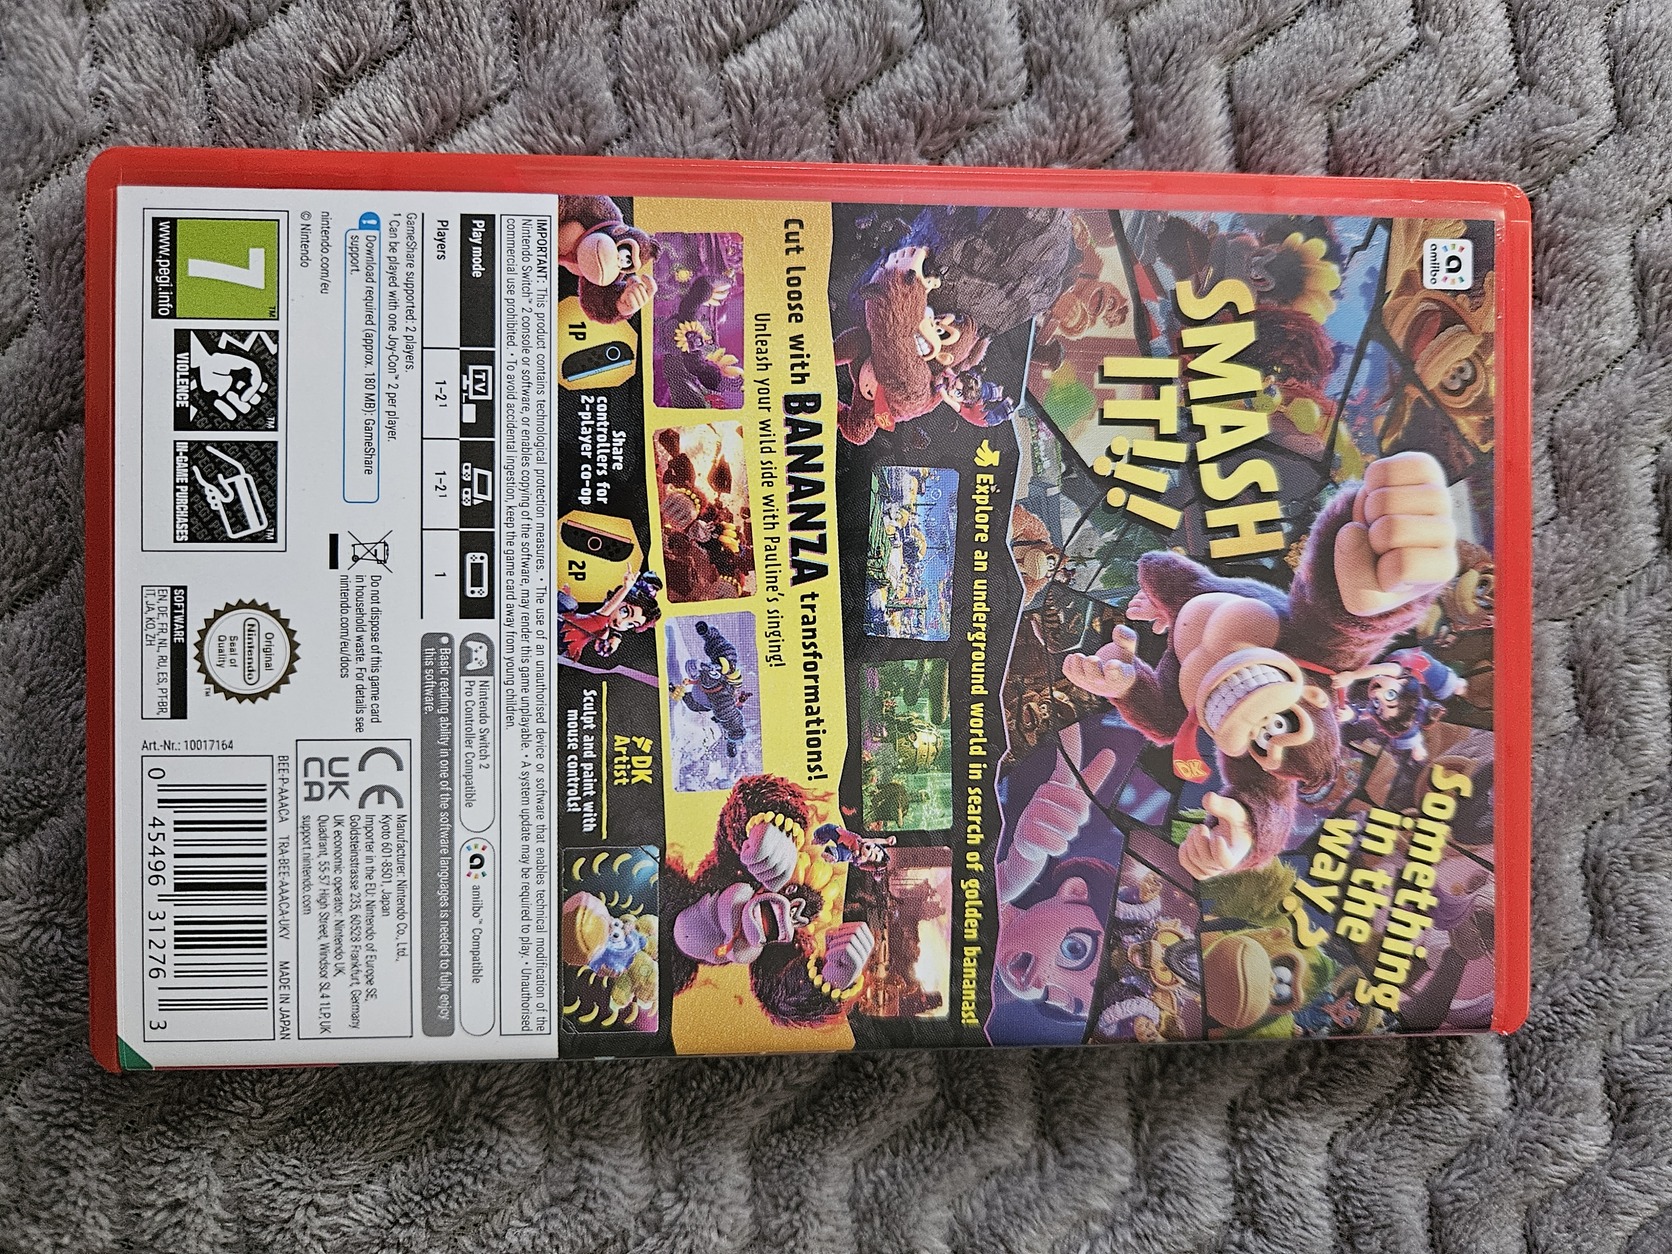 amiibo
Something
in the
way?
SMASH
IT!!
Explore an underground world in search of golden bananas!
Cut loose with BANANZA transformations!
Unleash your wild side with Pauline's singing!
1P
Share
controllers for
2-player co-op
2P
DK
Artist
Sculpt and paint with
mouse controls!
IMPORTANT: This product contains technological protection measures. • The use of an unauthorised device or software that enables technical modification of the
Nintendo Switch™ 2 console or software, or enables copying of the software, may render this game unplayable. • A system update may be required to play. • Unauthorised
commercial use prohibited. • To avoid accidental ingestion, keep the game card away from young children.
Play mode
TV
Players
1-2¹
1-2¹
1
Nintendo Switch 2
Pro Controller Compatible
amiibo™ Compatible
• Basic reading ability in one of the software languages is needed to fully enjoy
this software.
GameShare supported: 2 players.
¹ Can be played with one Joy-Con™ 2 per player.
Download required (approx. 180 MB): GameShare
support.
nintendo.com/eu
© Nintendo
Do not dispose of this game card
in household waste. For details see
nintendo.com/eu/docs
CE
UK
CA
Manufacturer: Nintendo Co., Ltd.,
Kyoto 601-8501, Japan
Importer in the EU: Nintendo of Europe SE,
Goldsteinstrasse 235, 60528 Frankfurt, Germany
UK economic operator: Nintendo UK,
Quadrant, 55-57 High Street, Windsor SL4 1LP, UK
support.nintendo.com
7
www.pegi.info
VIOLENCE
IN-GAME PURCHASES
Original
Nintendo
Seal of
Quality
™
SOFTWARE
EN, DE, FR, NL, RU, ES, PT-BR,
IT, JA, KO, ZH
Art.-Nr.: 10017164
BEE-P-AAACA TRA-BEE-AAACA-UKV MADE IN JAPAN
0 45496 31276 3